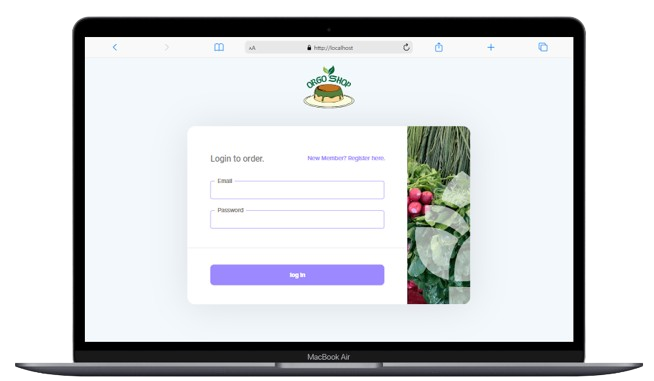 AA
http://localhost
ORGO SHOP
Login to order.
New Member? Register here.
Email
Password
log in
MacBook Air